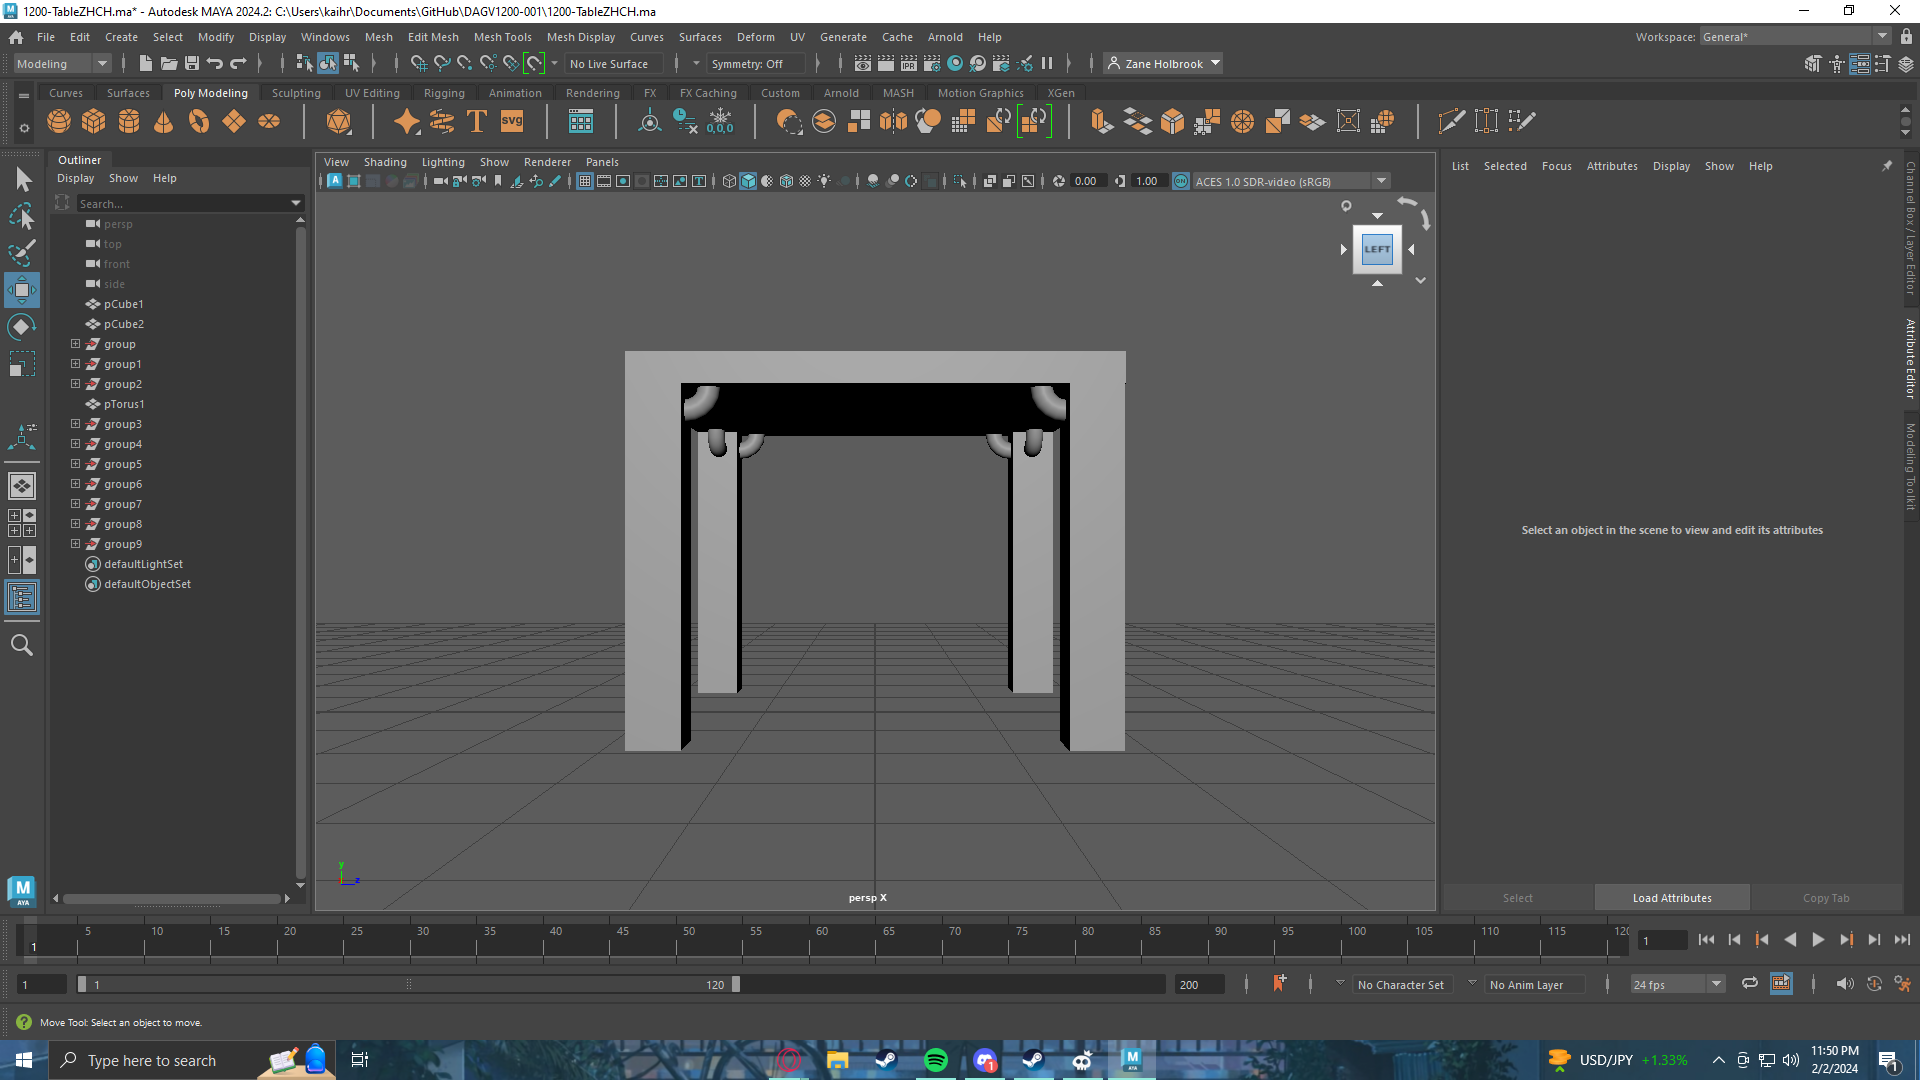 1200-TableZHCH.ma* - Autodesk MAYA 2024.2: C:\Users\kaihr\Documents\GitHub\DAGV1200-001\1200-TableZHCH.ma
File Edit Create Select Modify Display Windows Mesh Edit Mesh Mesh Tools Mesh Display Curves Surfaces Deform UV Generate Cache Arnold Help
Workspace: General*
Modeling
No Live Surface
Symmetry: Off
IPR
Zane Holbrook
Curves Surfaces Poly Modeling Sculpting UV Editing Rigging Animation Rendering FX FX Caching Custom Arnold MASH Motion Graphics XGen
T
SVG
0,0,0
Outliner
Display Show Help
Search...
persp
top
front
side
pCube1
pCube2
group
group1
group2
pTorus1
group3
group4
group5
group6
group7
group8
group9
defaultLightSet
defaultObjectSet
View Shading Lighting Show Renderer Panels
0.00
1.00
ON
ACES 1.0 SDR-video (sRGB)
LEFT
y
z
persp X
List Selected Focus Attributes Display Show Help
Select an object in the scene to view and edit its attributes
Select Load Attributes Copy Tab
Channel Box / Layer Editor
Attribute Editor
Modeling Toolkit
M
AYA
1 5 10 15 20 25 30 35 40 45 50 55 60 65 70 75 80 85 90 95 100 105 110 115 120
1
1
1
120
200
No Character Set
No Anim Layer
24 fps
Move Tool: Select an object to move.
Type here to search
1
M
AYA
USD/JPY +1.33%
11:50 PM
2/2/2024
1